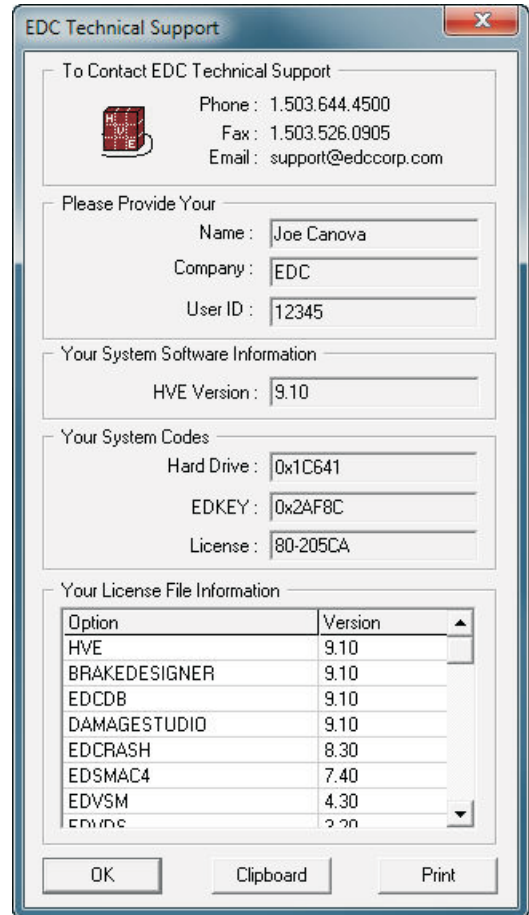 EDC Technical Support
To Contact EDC Technical Support
H V E
Phone : 1.503.644.4500
Fax : 1.503.526.0905
Email : support@edccorp.com
Please Provide Your
Name : Joe Canova
Company : EDC
User ID : 12345
Your System Software Information
HVE Version : 9.10
Your System Codes
Hard Drive : 0x1C641
EDKEY : 0x2AF8C
License : 80-205CA
Your License File Information
Option Version
HVE 9.10
BRAKEDESIGNER 9.10
EDCDB 9.10
DAMAGESTUDIO 9.10
EDCRASH 8.30
EDSMAC4 7.40
EDVSM 4.30
EDVDS 3.20
OK Clipboard Print